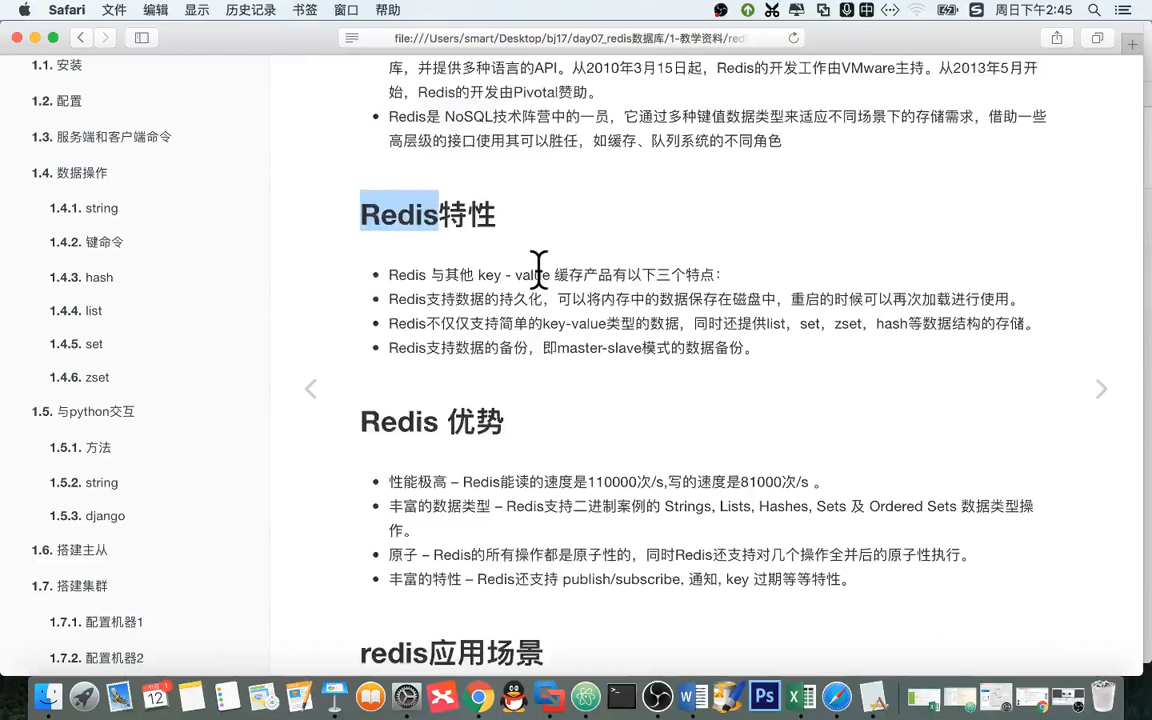 Safari 文件 编辑 显示 历史记录 书签 窗口 帮助 周日下午2:45
file:///Users/smart/Desktop/bj17/day07_redis数据库/1-教学资料/redi
1.1. 安装
1.2. 配置
1.3. 服务端和客户端命令
1.4. 数据操作
1.4.1. string
1.4.2. 键命令
1.4.3. hash
1.4.4. list
1.4.5. set
1.4.6. zset
1.5. 与python交互
1.5.1. 方法
1.5.2. string
1.5.3. django
1.6. 搭建主从
1.7. 搭建集群
1.7.1. 配置机器1
1.7.2. 配置机器2
库，并提供多种语言的API。从2010年3月15日起，Redis的开发工作由VMware主持。从2013年5月开
始，Redis的开发由Pivotal赞助。
Redis是 NoSQL技术阵营中的一员，它通过多种键值数据类型来适应不同场景下的存储需求，借助一些
高层级的接口使用其可以胜任，如缓存、队列系统的不同角色
Redis特性
Redis 与其他 key - value 缓存产品有以下三个特点：
Redis支持数据的持久化，可以将内存中的数据保存在磁盘中，重启的时候可以再次加载进行使用。
Redis不仅仅支持简单的key-value类型的数据，同时还提供list，set，zset，hash等数据结构的存储。
Redis支持数据的备份，即master-slave模式的数据备份。
Redis 优势
性能极高 – Redis能读的速度是110000次/s,写的速度是81000次/s 。
丰富的数据类型 – Redis支持二进制案例的 Strings, Lists, Hashes, Sets 及 Ordered Sets 数据类型操
作。
原子 – Redis的所有操作都是原子性的，同时Redis还支持对几个操作全并后的原子性执行。
丰富的特性 – Redis还支持 publish/subscribe, 通知, key 过期等等特性。
redis应用场景